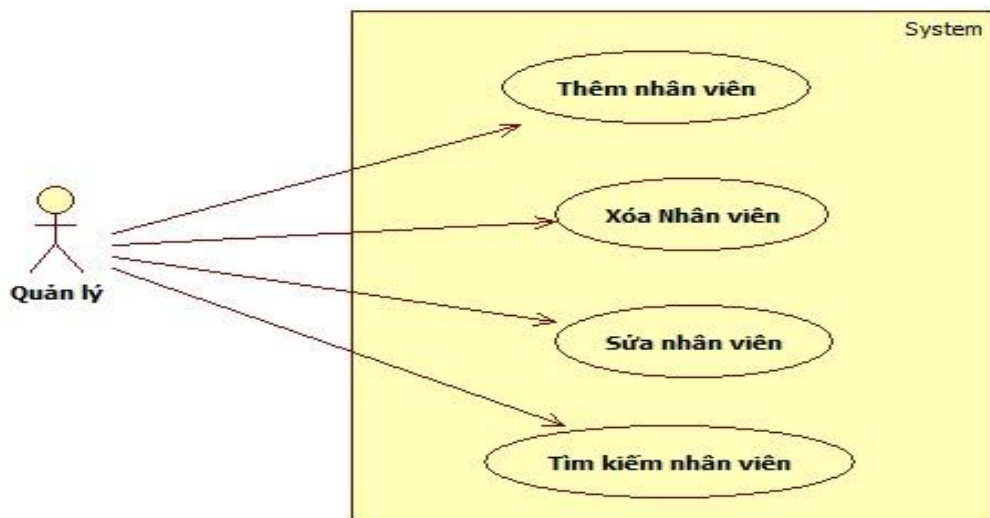 System
Thêm nhân viên
Xóa Nhân viên
Quản lý
Sửa nhân viên
Tìm kiếm nhân viên